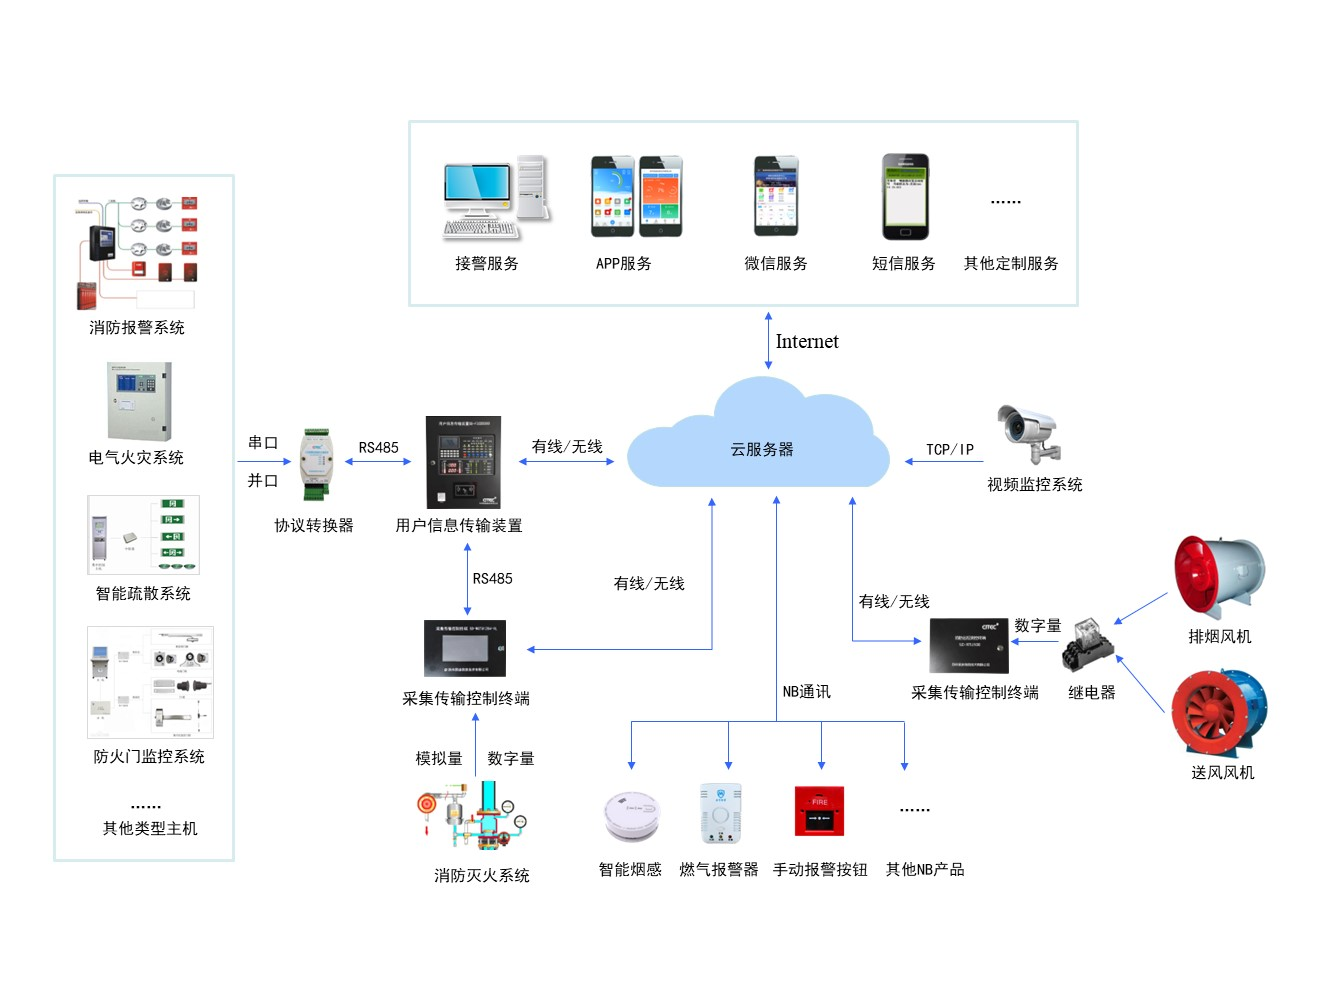 接警服务
APP服务
微信服务
短信服务
......
其他定制服务
Internet
消防报警系统
电气火灾系统
智能疏散系统
防火门监控系统
......
其他类型主机
串口
并口
协议转换器
RS485
用户信息传输装置
CITEC
有线/无线
云服务器
TCP/IP
视频监控系统
RS485
有线/无线
有线/无线
采集传输控制终端
模拟量
数字量
消防灭火系统
NB通讯
智能烟感
燃气报警器
FIRE
手动报警按钮
......
其他NB产品
CITEC
采集传输控制终端
数字量
继电器
排烟风机
送风风机